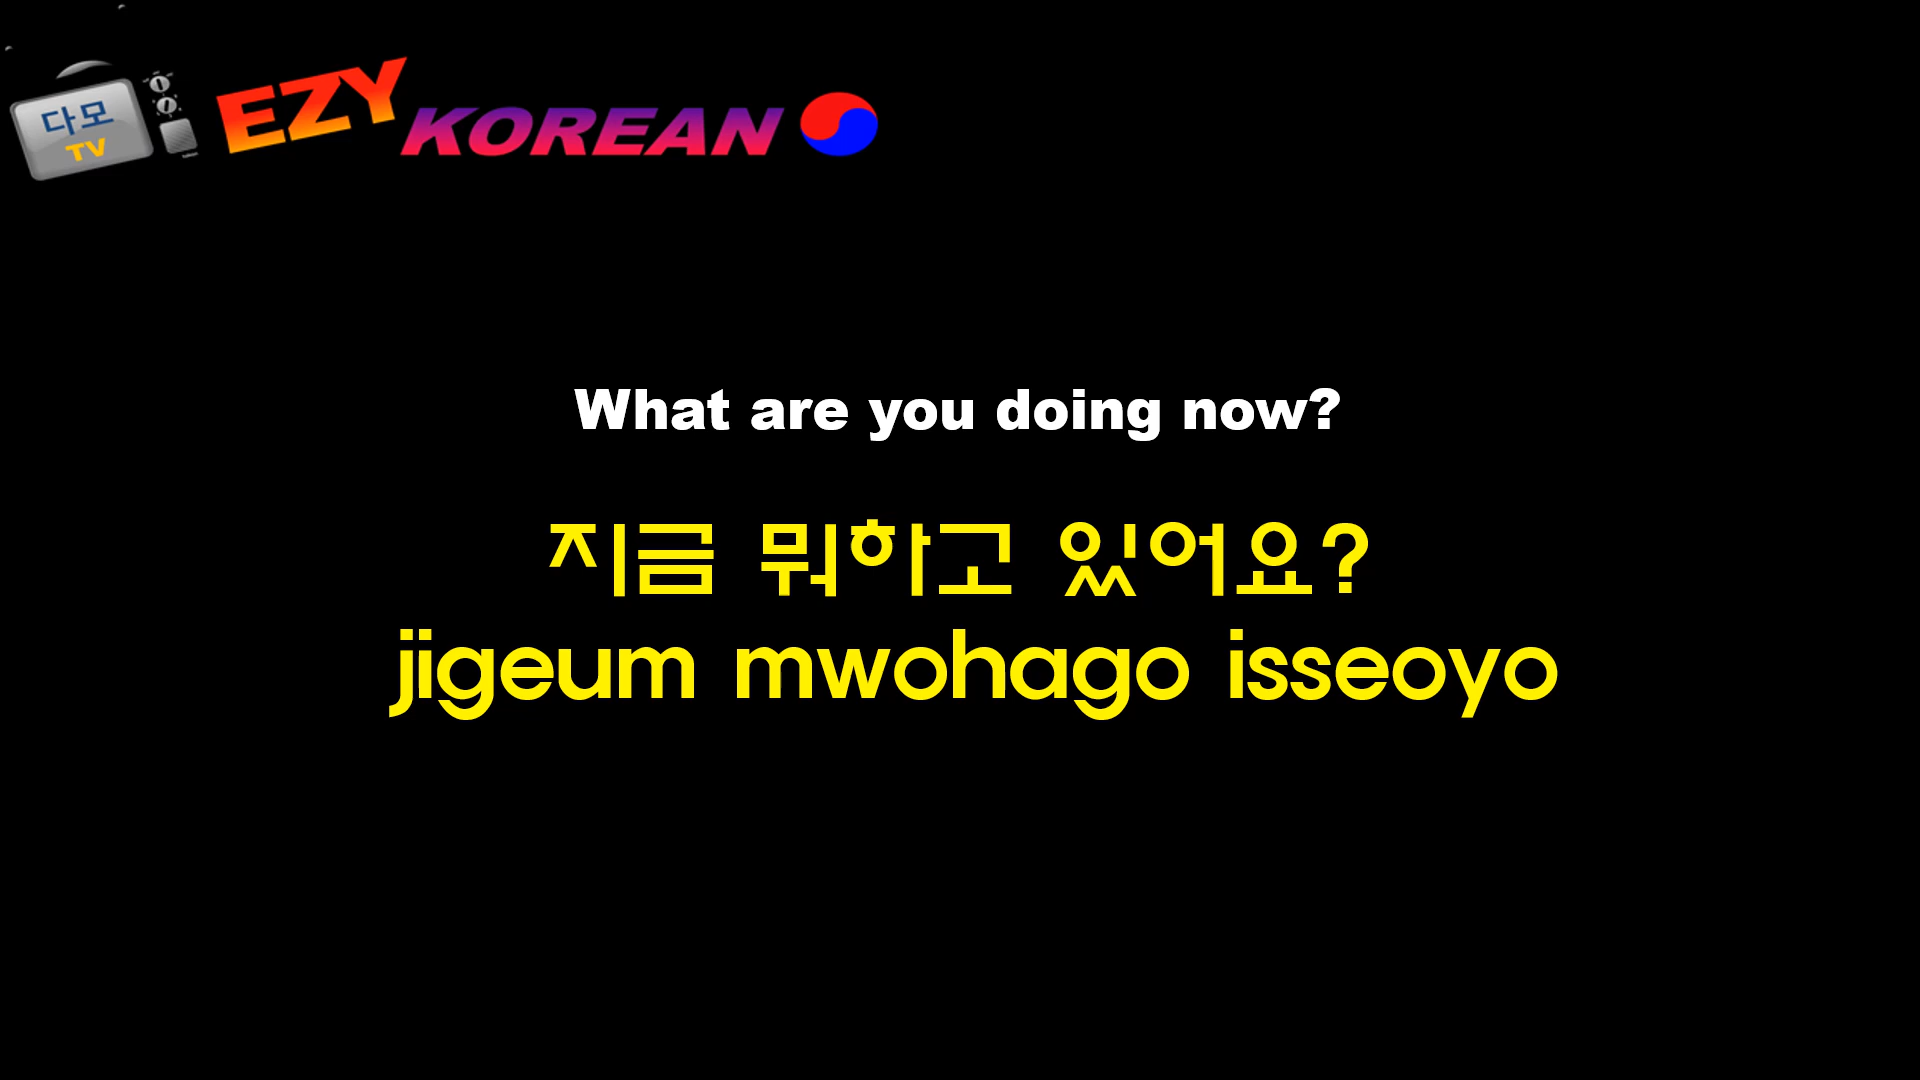 다모
TV
EZY KOREAN
What are you doing now?
지금 뭐하고 있어요?
jigeum mwohago isseoyo